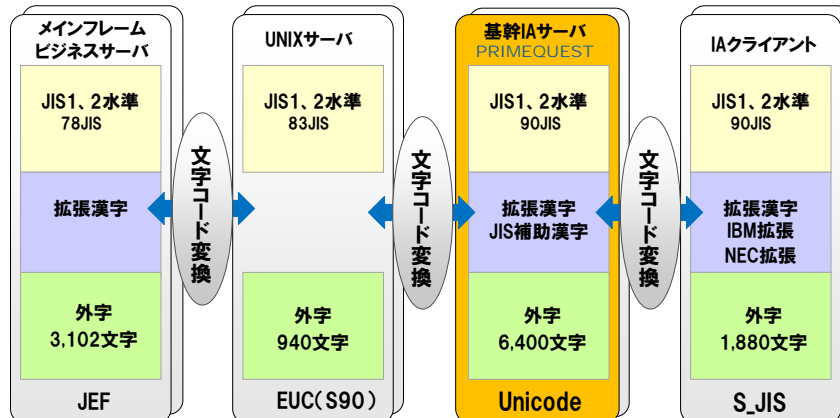 メインフレーム
ビジネスサーバ
JIS1、2水準
78JIS
拡張漢字
外字
3,102文字
JEF
文字コード変換
UNIXサーバ
JIS1、2水準
83JIS
外字
940文字
EUC(S90)
文字コード変換
基幹IAサーバ
PRIMEQUEST
JIS1、2水準
90JIS
拡張漢字
JIS補助漢字
外字
6,400文字
Unicode
文字コード変換
IAクライアント
JIS1、2水準
90JIS
拡張漢字
IBM拡張
NEC拡張
外字
1,880文字
S_JIS